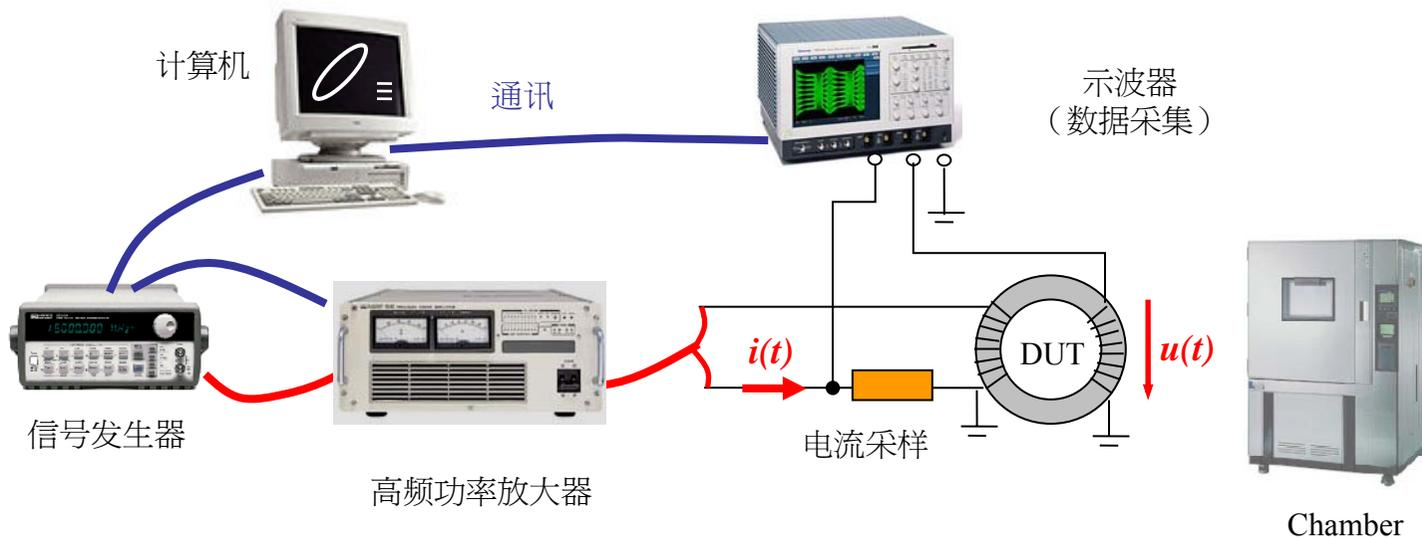 计算机
通讯
示波器
（数据采集）
i(t)
DUT
u(t)
信号发生器
电流采样
高频功率放大器
Chamber